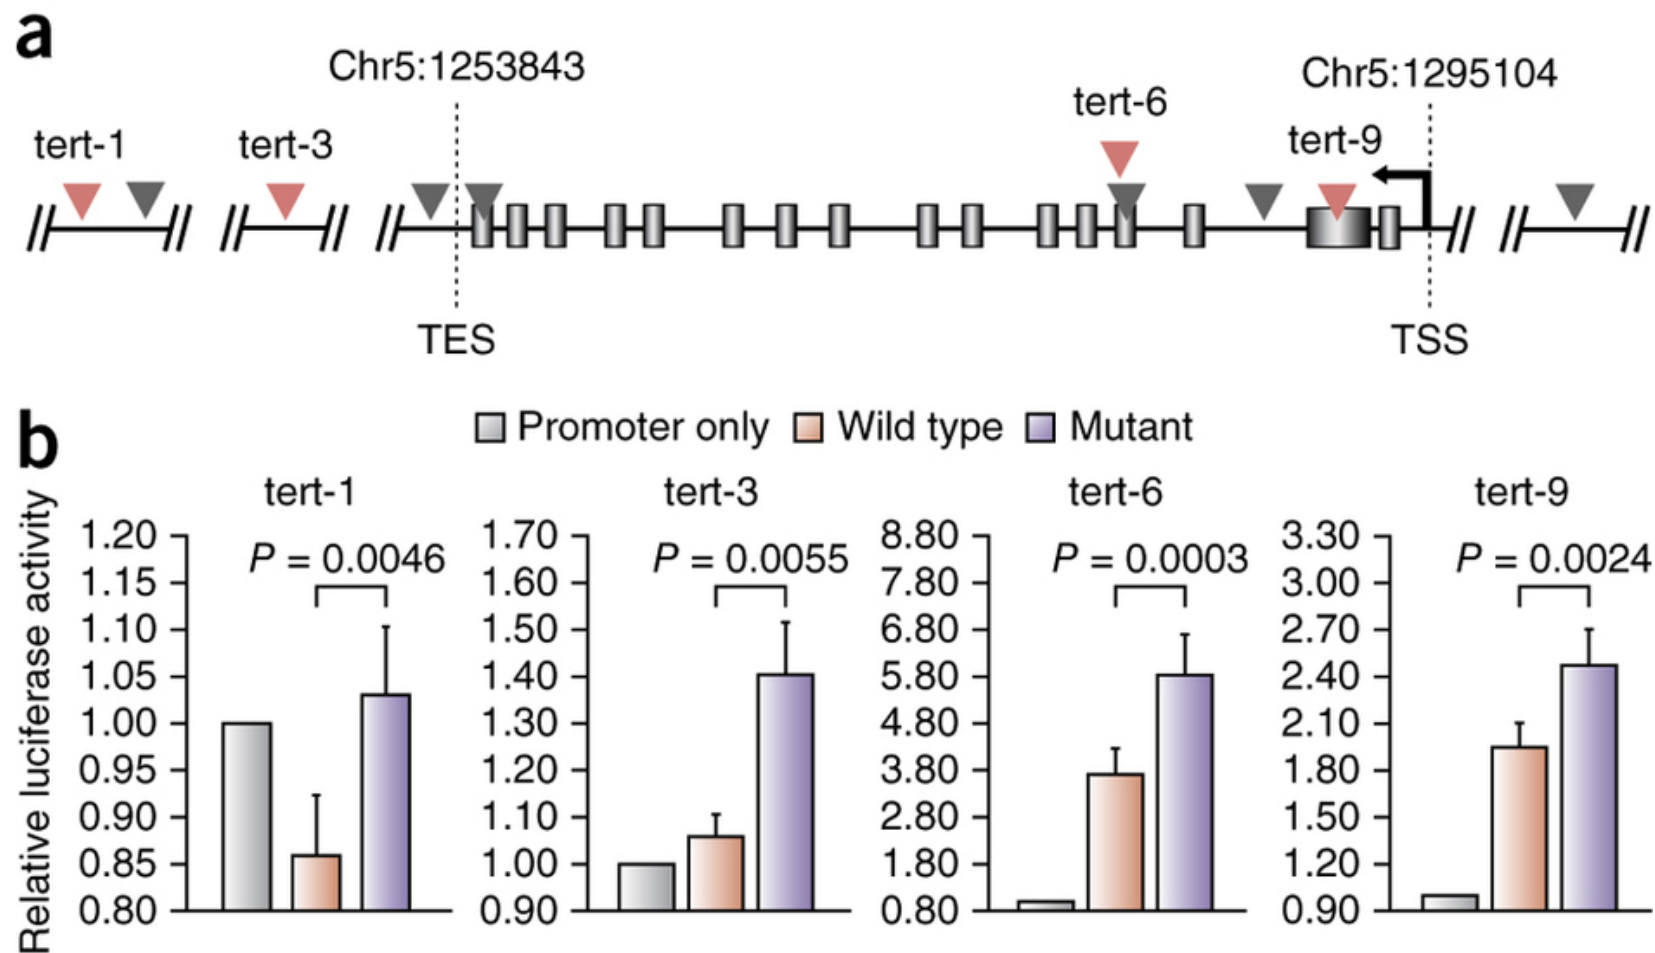 a
Chr5:1253843
Chr5:1295104
tert-1
tert-3
tert-6
tert-9
TES
TSS
b
Promoter only
Wild type
Mutant
Relative luciferase activity
tert-1
P = 0.0046
1.20
1.15
1.10
1.05
1.00
0.95
0.90
0.85
0.80
tert-3
P = 0.0055
1.70
1.60
1.50
1.40
1.30
1.20
1.10
1.00
0.90
tert-6
P = 0.0003
8.80
7.80
6.80
5.80
4.80
3.80
2.80
1.80
0.80
tert-9
P = 0.0024
3.30
3.00
2.70
2.40
2.10
1.80
1.50
1.20
0.90